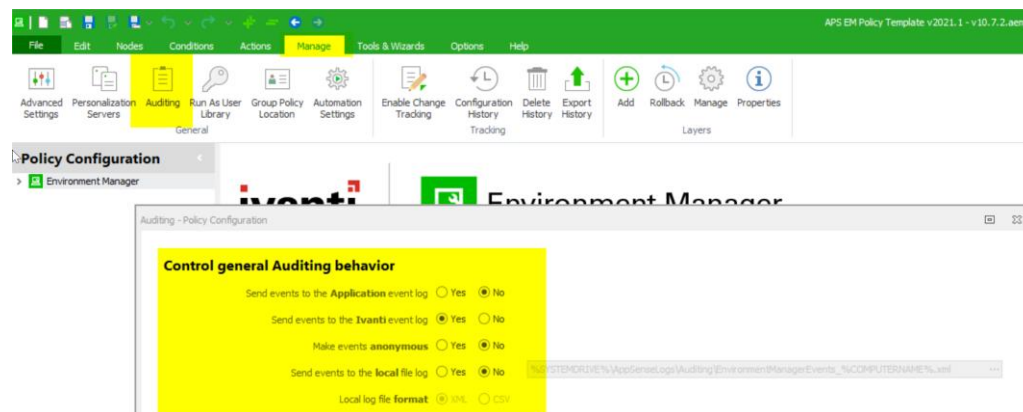 APS EM Policy Template v2021.1 - v10.7.2.aem
File Edit Nodes Conditions Actions Manage Tools & Wizards Options Help
Advanced Settings Personalization Servers Auditing Run As User Library Group Policy Location Automation Settings Enable Change Tracking Configuration History Delete History Export History Add Rollback Manage Properties
General Tracking Layers
Policy Configuration
Environment Manager
ivanti Environment Manager
Auditing - Policy Configuration
Control general Auditing behavior
Send events to the Application event log Yes No
Send events to the Ivanti event log Yes No
Make events anonymous Yes No
Send events to the local file log Yes No %SYSTEMDRIVE%\AppSenseLogs\Auditing\EnvironmentManagerEvents_%COMPUTERNAME%.xml ...
Local log file format XML CSV